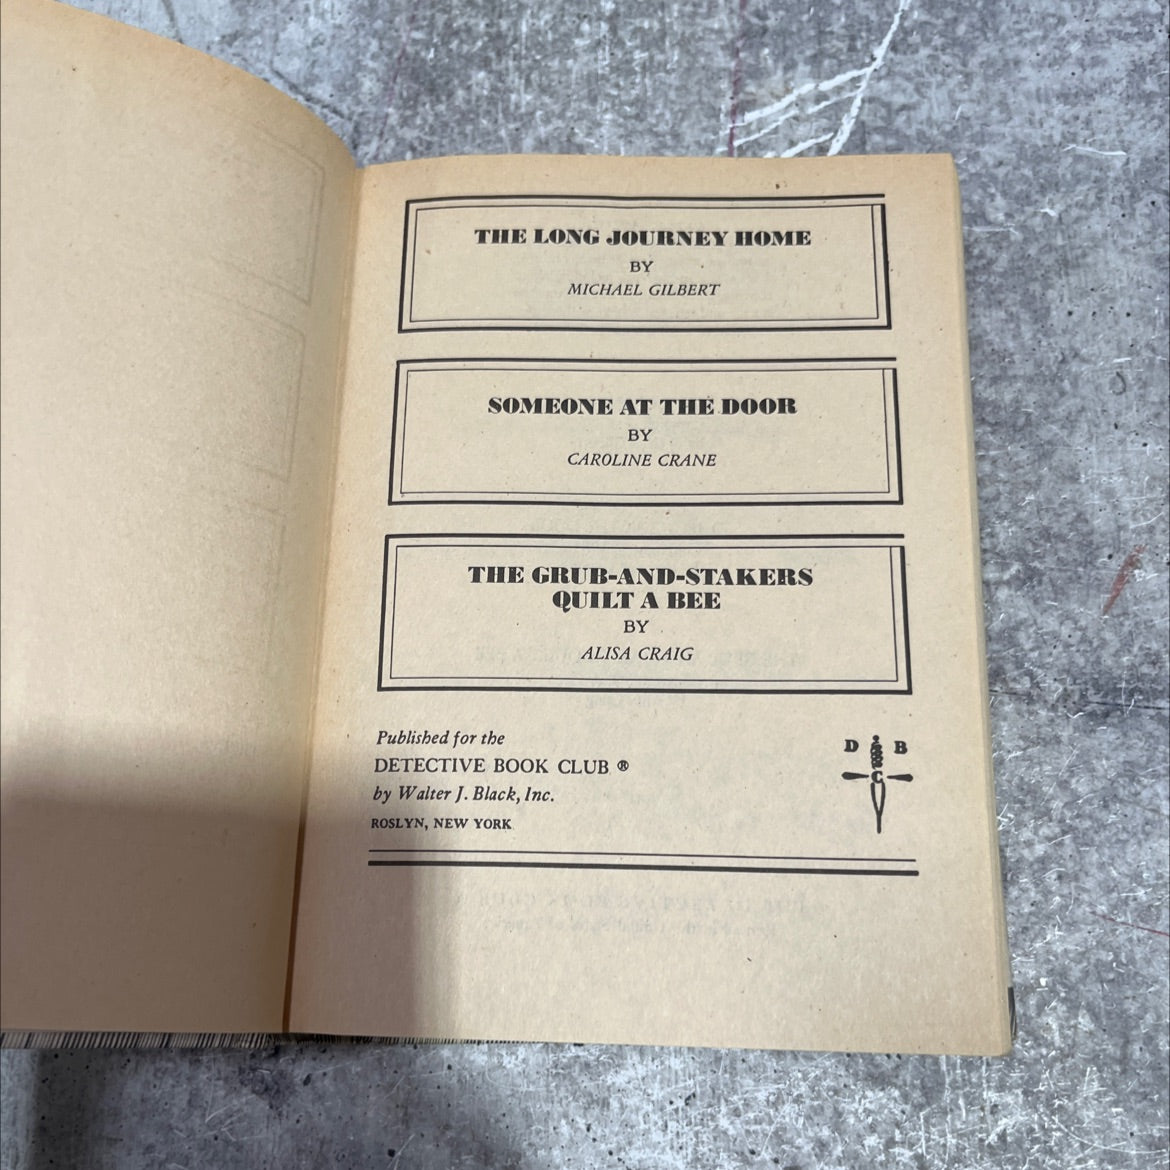 THE LONG JOURNEY HOME
BY
MICHAEL GILBERT
SOMEONE AT THE DOOR
BY
CAROLINE CRANE
THE GRUB-AND-STAKERS
QUILT A BEE
BY
ALISA CRAIG
Published for the
DETECTIVE BOOK CLUB ®
by Walter J. Black, Inc.
ROSLYN, NEW YORK
D B
C